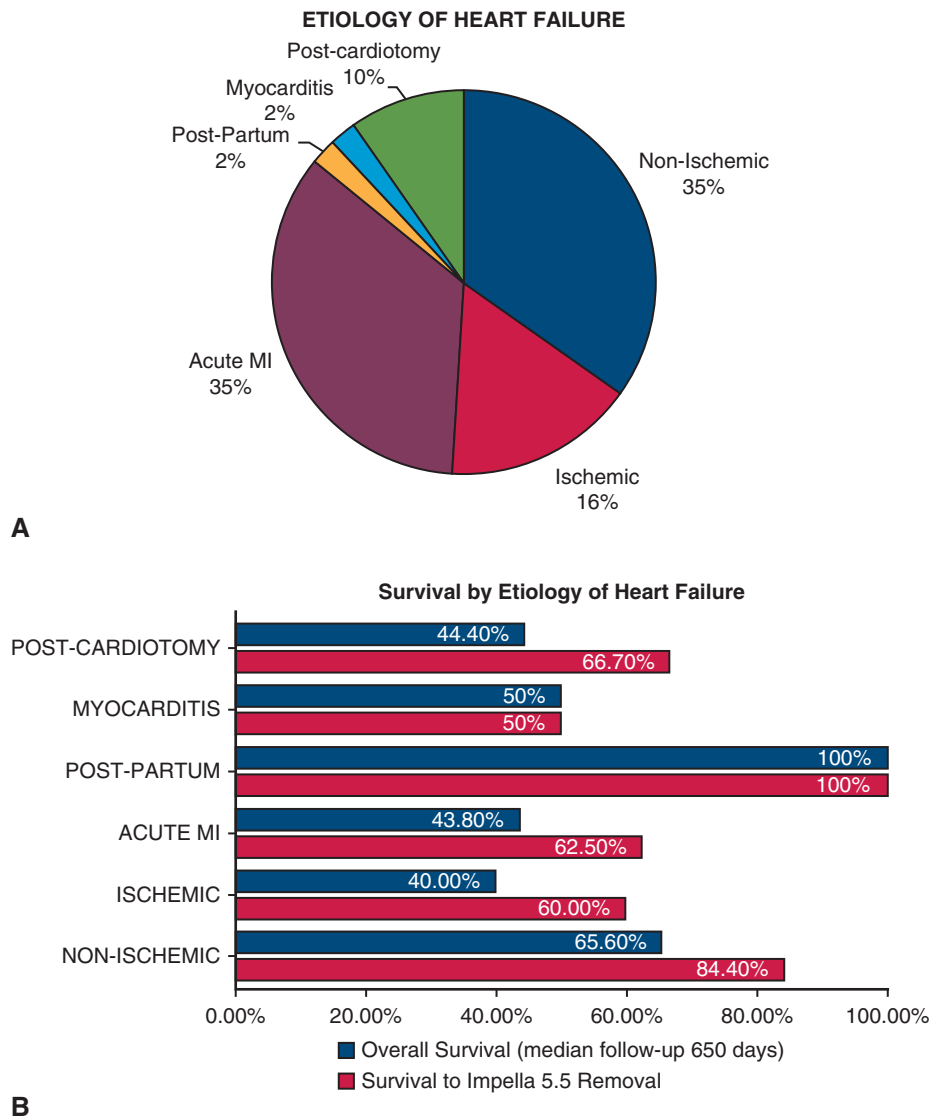 ETIOLOGY OF HEART FAILURE
Post-cardiotomy
10%
Myocarditis
2%
Post-Partum
2%
Non-Ischemic
35%
Acute MI
35%
Ischemic
16%
A
Survival by Etiology of Heart Failure
POST-CARDIOTOMY
44.40%
66.70%
MYOCARDITIS
50%
50%
POST-PARTUM
100%
100%
ACUTE MI
43.80%
62.50%
ISCHEMIC
40.00%
60.00%
NON-ISCHEMIC
65.60%
84.40%
0.00% 20.00% 40.00% 60.00% 80.00% 100.00%
Overall Survival (median follow-up 650 days)
Survival to Impella 5.5 Removal
B